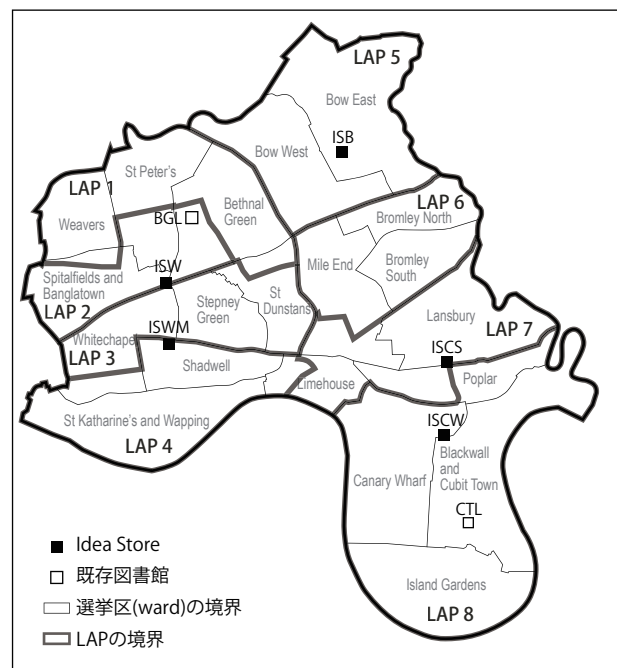 LAP 5
Bow East
ISB
Bow West
St Peter's
LAP 1
Bethnal
Green
LAP 6
Bromley North
Weavers
BGL
Mile End
Bromley
South
ISW
Spitalfields and
Banglatown
LAP 2
Stepney
Green
St
Dunstans
Lansbury
LAP 7
ISWM
Whitechapel
LAP 3
Shadwell
ISCS
Limehouse
Poplar
St Katharine's and Wapping
LAP 4
ISCW
Blackwall
and
Cubit Town
Canary Wharf
CTL
Idea Store
既存図書館
選挙区(ward)の境界
LAPの境界
Island Gardens
LAP 8